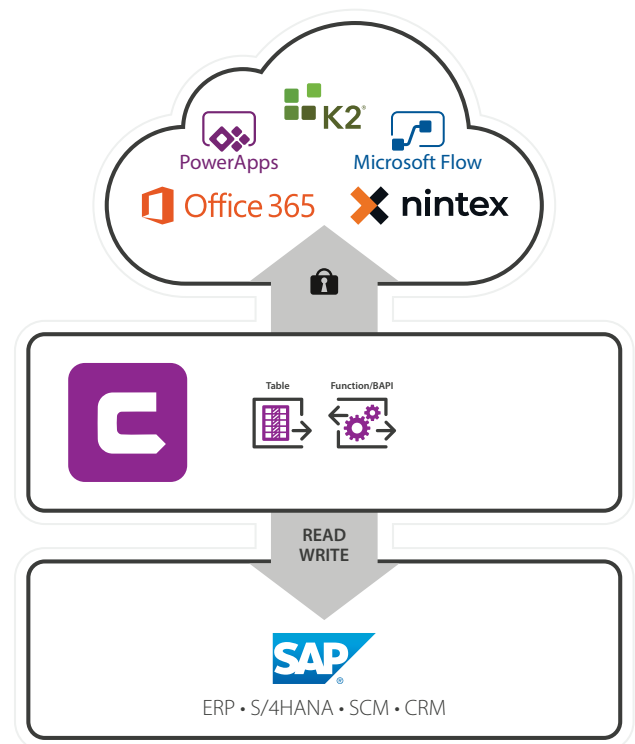 K2®
PowerApps
Microsoft Flow
Office 365
nintex
Table
Function/BAPI
READ
WRITE
SAP®
ERP • S/4HANA • SCM • CRM